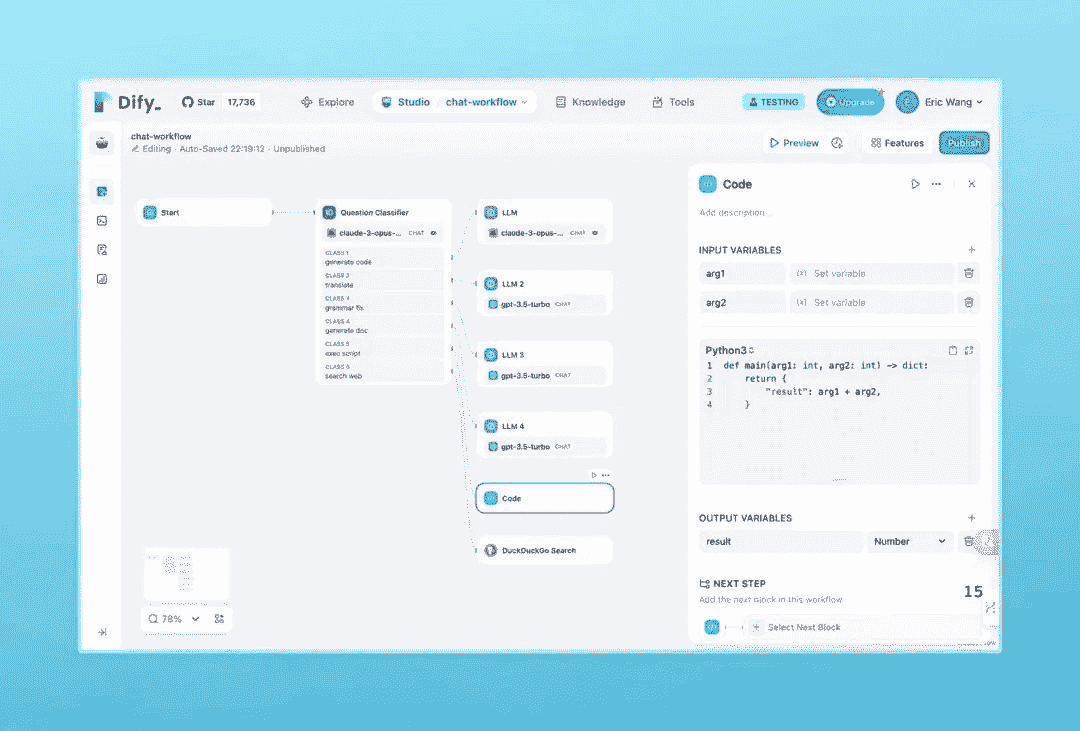 Dify_
Star 17,736
Explore
Studio
chat-workflow
Knowledge
Tools
TESTING
Upgrade
E
Eric Wang
chat-workflow
Editing · Auto-Saved 22:19:12 · Unpublished
Preview
Features
Publish
Start
Question Classifier
claude-3-opus-... CHAT
CLASS 1
generate code
CLASS 2
translate
grammar fix
generate doc
CLASS 5
exec script
CLASS 6
search web
LLM
claude-3-opus-... CHAT
LLM 2
gpt-3.5-turbo CHAT
LLM 3
gpt-3.5-turbo CHAT
LLM 4
gpt-3.5-turbo CHAT
Code
DuckDuckGo Search
78%
Code
Add description...
INPUT VARIABLES
arg1 {x} Set variable
arg2 {x} Set variable
Python3
1 def main(arg1: int, arg2: int) -> dict:
2 return {
3 "result": arg1 + arg2,
4 }
OUTPUT VARIABLES
result Number
NEXT STEP
Add the next block in this workflow
15
Select Next Block